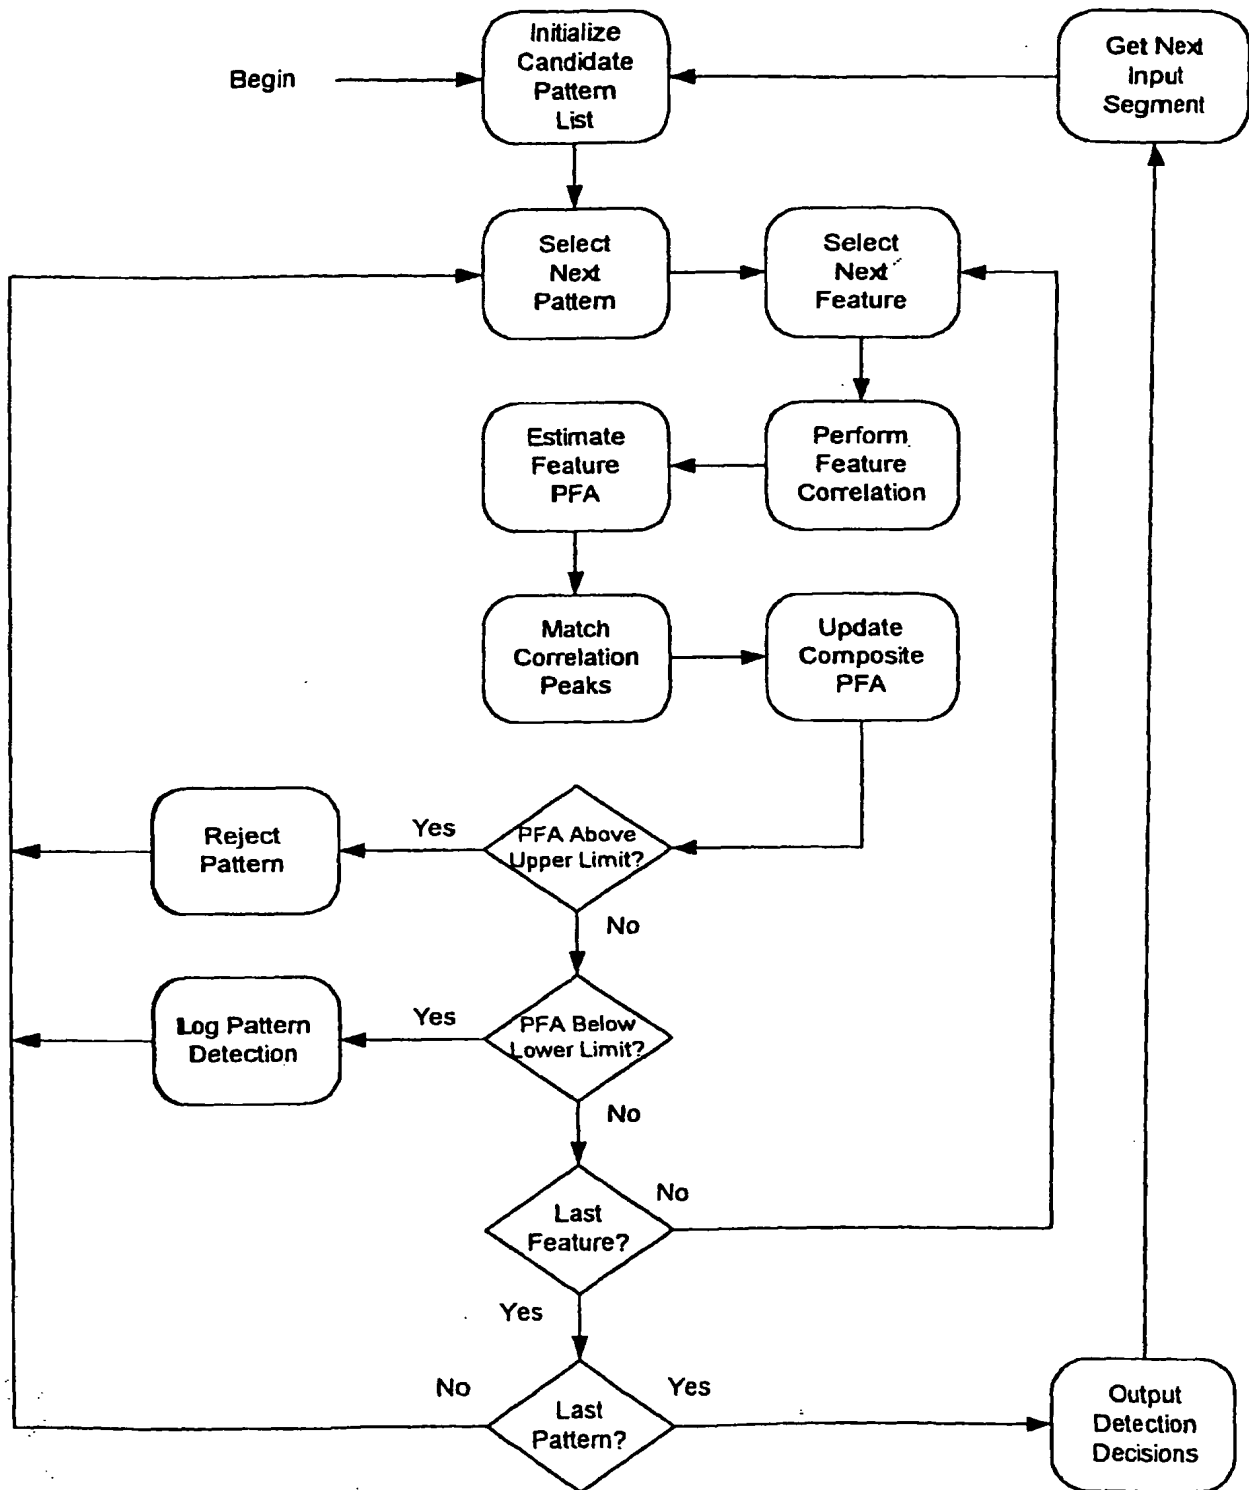 Begin
Initialize
Candidate
Pattern
List
Get Next
Input
Segment
Select
Next
Pattern
Select
Next
Feature
Estimate
Feature
PFA
Perform
Feature
Correlation
Match
Correlation
Peaks
Update
Composite
PFA
Reject
Pattern
Yes
PFA Above
Upper Limit?
No
Log Pattern
Detection
Yes
PFA Below
Lower Limit?
No
Last
Feature?
No
Yes
No
Last
Pattern?
Yes
Output
Detection
Decisions